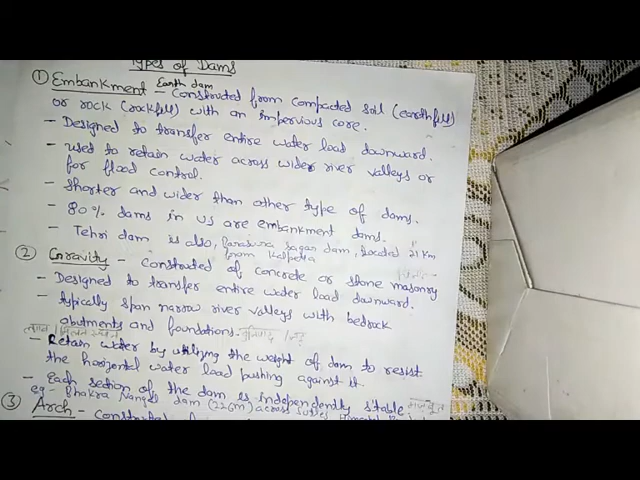 Types of Dams
① Embankment Earth dam - Constructed from compacted soil (earthfill)
or rock (rockfill) with an impervious core.
- Designed to transfer entire water load downward.
- used to retain water across wider river valleys or
for flood control.
- shorter and wider than other type of dams.
- 80% dams in US are embankment dams.
- Tehri dam is also, Banasura sagar dam, located 21 Km
from Kalpetta
② Gravity - Constructed of concrete or stone masonry
- Designed to transfer entire water load downward.
- typically span narrow river valleys with bedrock
abutments and foundations.
- Retain water by utilizing the weight of dam to resist
the horizontal water load pushing against it.
- Each section of the dam is independently stable मजबूत
eg - Bhakra Nangal dam (226m) across
③ Arch -